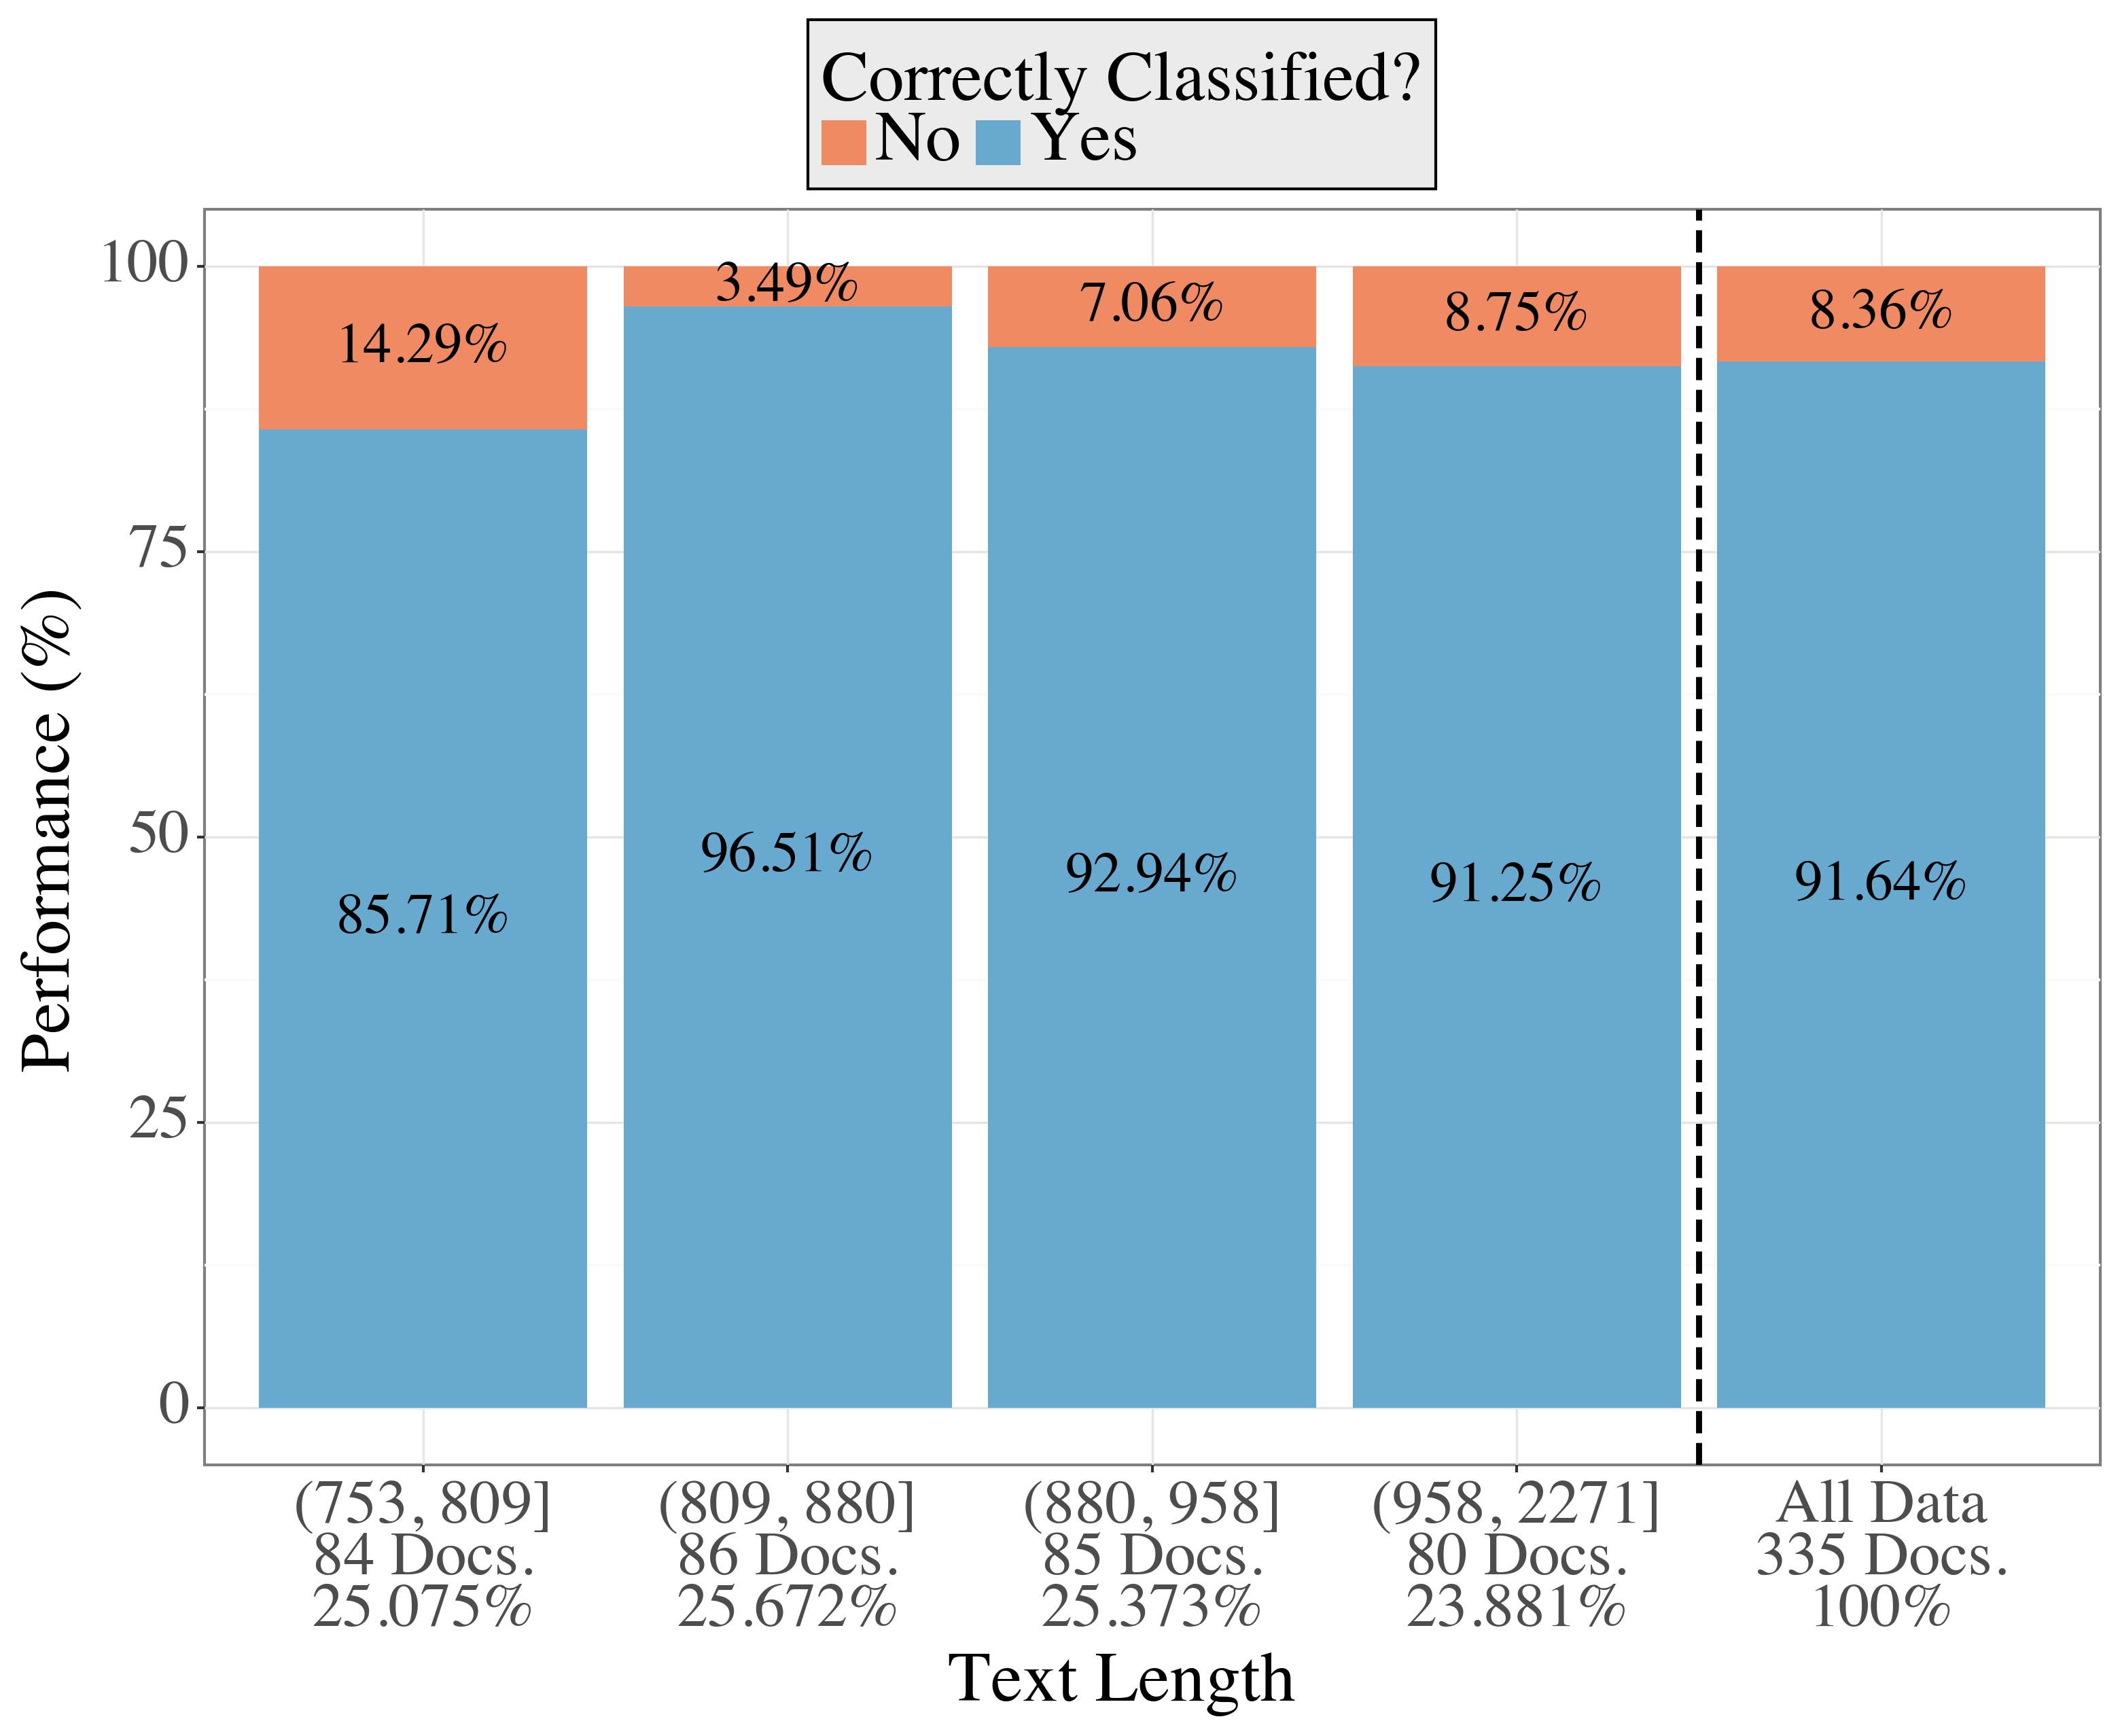 Correctly Classified?
No Yes
100
75
50
25
0
Performance (%)
14.29%
3.49%
7.06%
8.75%
8.36%
85.71%
96.51%
92.94%
91.25%
91.64%
(753, 809]
84 Docs.
25.075%
(809, 880]
86 Docs.
25.672%
(880, 958]
85 Docs.
25.373%
(958, 2271]
80 Docs.
23.881%
All Data
335 Docs.
100%
Text Length